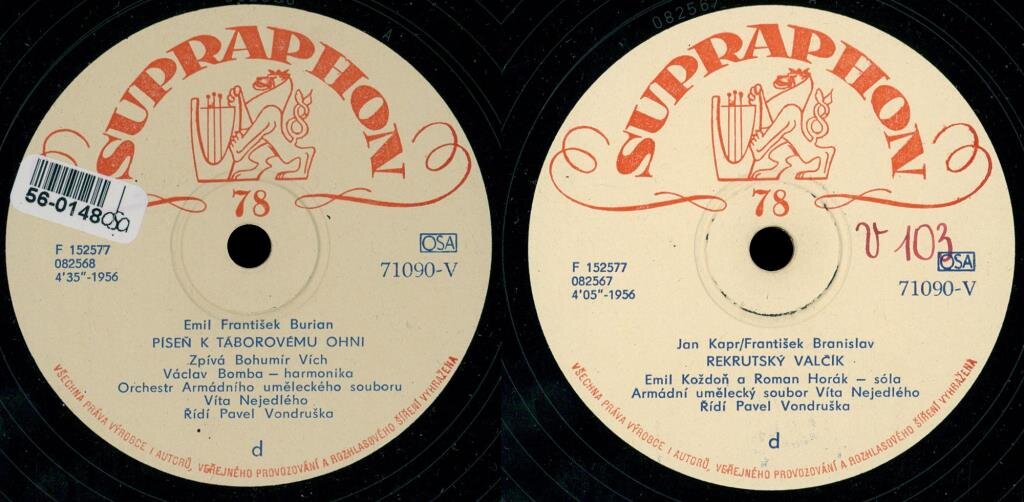 SUPRAPHON
78
56-0148
OSA
F 152577
082568
4'35"-1956
OSA
71090-V
Emil František Burian
PÍSEŇ K TÁBOROVÉMU OHNI
Zpívá Bohumír Vích
Václav Bomba — harmonika
Orchestr Armádního uměleckého souboru
Víta Nejedlého
Řídí Pavel Vondruška
d
VŠECHNA PRÁVA VÝROBCE I AUTORŮ, VEŘEJNÉHO PROVOZOVÁNÍ A ROZHLASOVÉHO ŠÍŘENÍ VYHRAŽENA
082567
SUPRAPHON
78
V 103
F 152577
082567
4'05"-1956
OSA
71090-V
Jan Kapr/František Branislav
REKRUTSKÝ VALČÍK
Emil Koždoň a Roman Horák — sóla
Armádní umělecký soubor Víta Nejedlého
Řídí Pavel Vondruška
d
VŠECHNA PRÁVA VÝROBCE I AUTORŮ, VEŘEJNÉHO PROVOZOVÁNÍ A ROZHLASOVÉHO ŠÍŘENÍ VYHRAŽENA